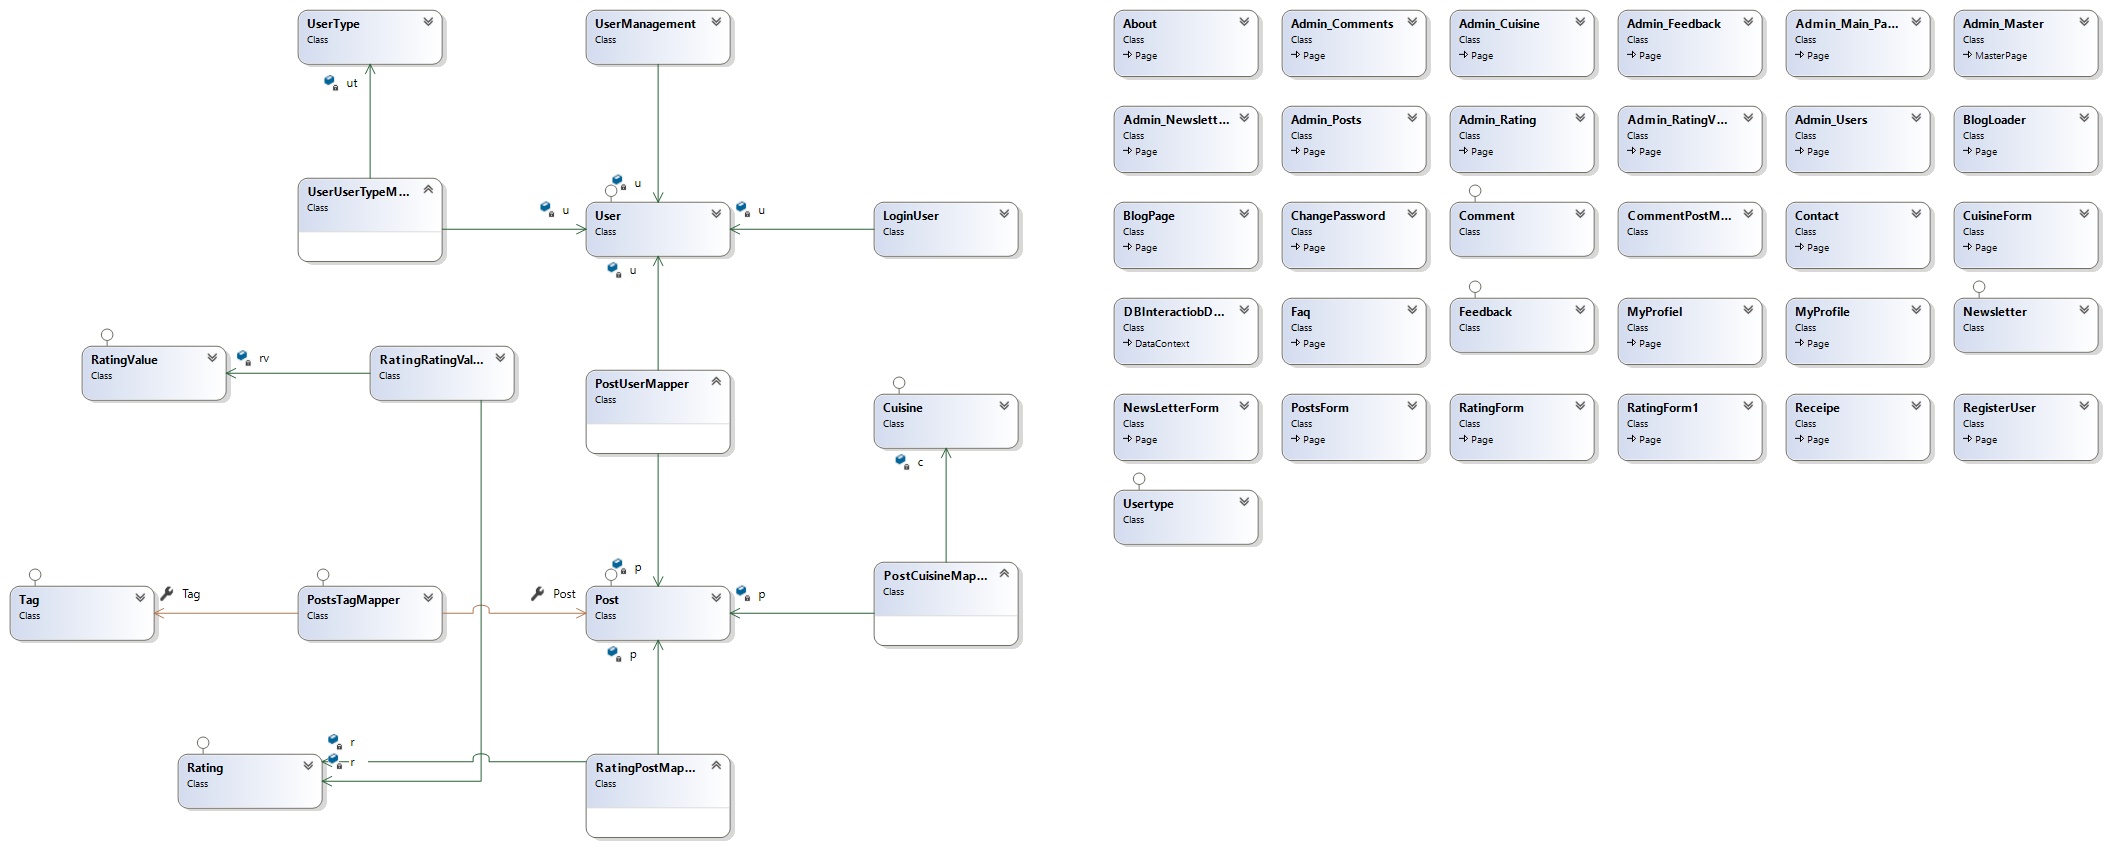 UserType
Class
ut
UserManagement
Class
UserUserTypeM...
Class
u
u
User
Class
u
LoginUser
Class
u
RatingValue
Class
rv
RatingRatingVal...
Class
PostUserMapper
Class
Cuisine
Class
c
Tag
Class
Tag
PostsTagMapper
Class
Post
p
Post
Class
p
p
PostCuisineMap...
Class
Rating
Class
r
r
RatingPostMap...
Class
About
Class
Page
Admin_Comments
Class
Page
Admin_Cuisine
Class
Page
Admin_Feedback
Class
Page
Admin_Main_Pa...
Class
Page
Admin_Master
Class
MasterPage
Admin_Newslett...
Class
Page
Admin_Posts
Class
Page
Admin_Rating
Class
Page
Admin_RatingV...
Class
Page
Admin_Users
Class
Page
BlogLoader
Class
Page
BlogPage
Class
Page
ChangePassword
Class
Page
Comment
Class
CommentPostM...
Class
Contact
Class
Page
CuisineForm
Class
Page
DBInteractiobD...
Class
DataContext
Faq
Class
Page
Feedback
Class
MyProfiel
Class
Page
MyProfile
Class
Page
Newsletter
Class
NewsLetterForm
Class
Page
PostsForm
Class
Page
RatingForm
Class
Page
RatingForm1
Class
Page
Receipe
Class
Page
RegisterUser
Class
Page
Usertype
Class